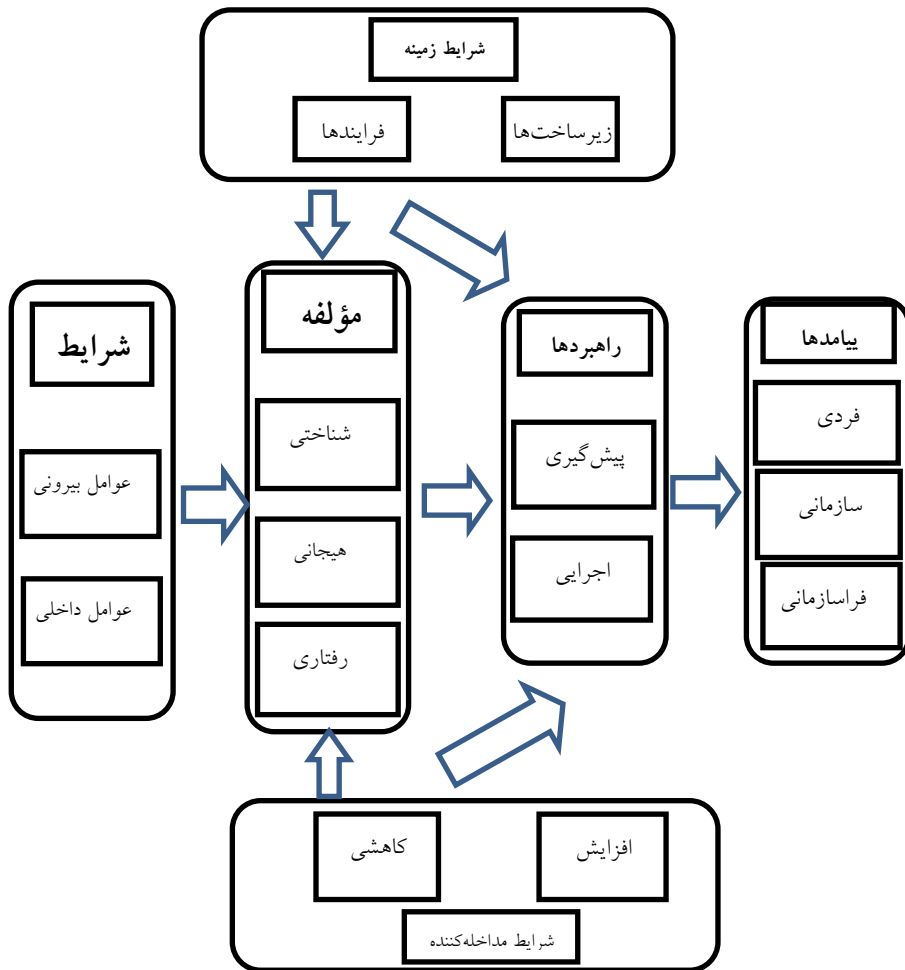 شرایط زمینه
زیرساخت‌ها
فرایندها
شرایط
عوامل بیرونی
عوامل داخلی
مؤلفه
شناختی
هیجانی
رفتاری
راهبردها
پیش‌گیری
اجرایی
پیامدها
فردی
سازمانی
فراسازمانی
افزایش
کاهشی
شرایط مداخله‌کننده